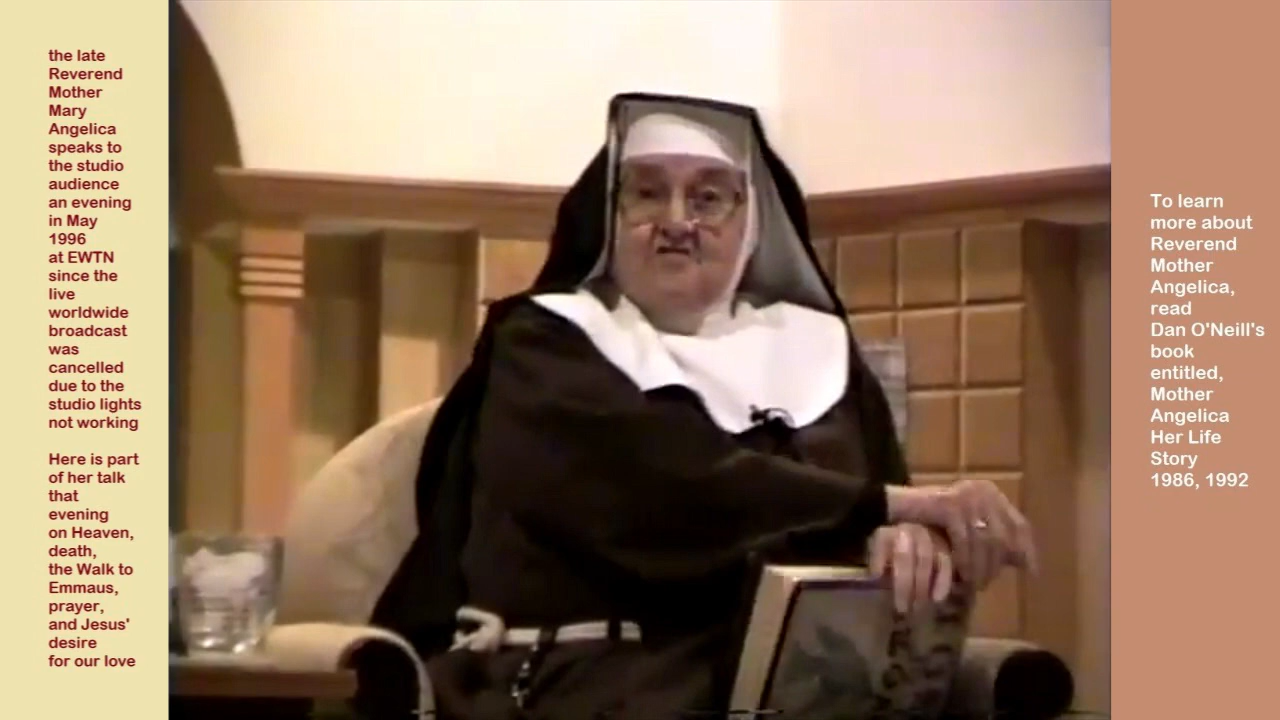 the late
Reverend
Mother
Mary
Angelica
speaks to
the studio
audience
an evening
in May
1996
at EWTN
since the
live
worldwide
broadcast
was
cancelled
due to the
studio lights
not working
Here is part
of her talk
that
evening
on Heaven,
death,
the Walk to
Emmaus,
prayer,
and Jesus'
desire
for our love
To learn
more about
Reverend
Mother
Angelica,
read
Dan O'Neill's
book
entitled,
Mother
Angelica
Her Life
Story
1986, 1992